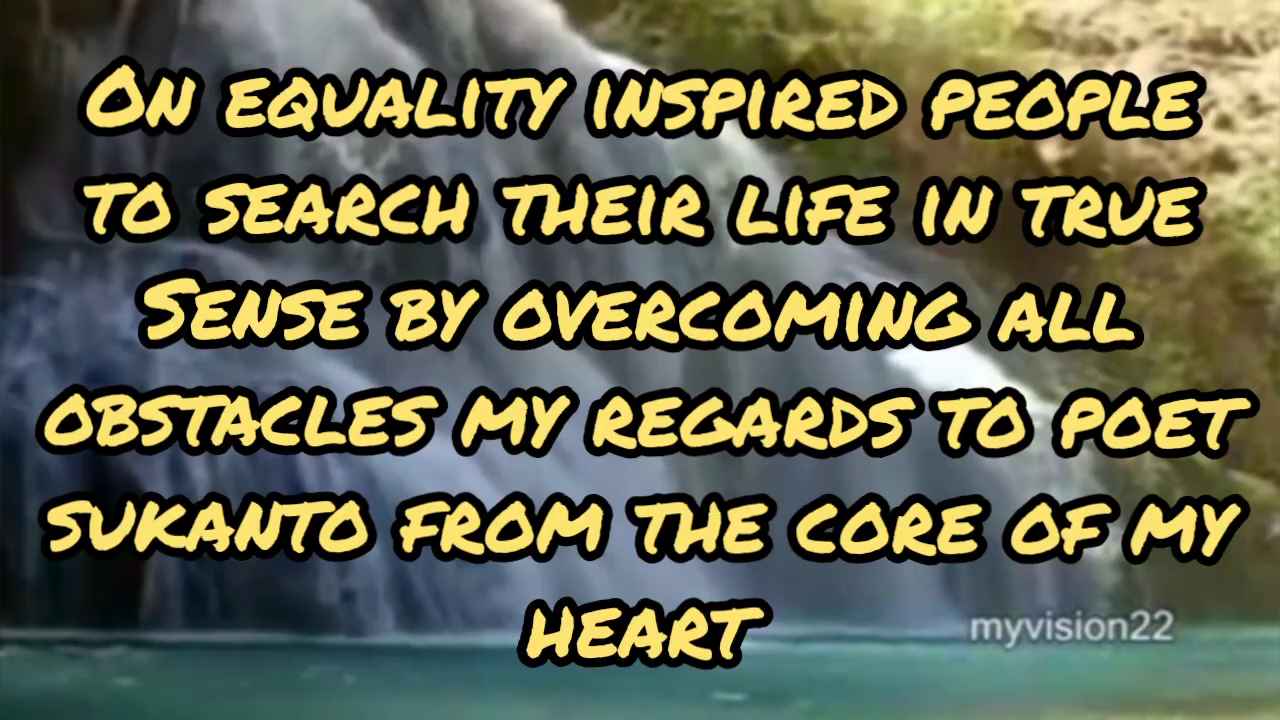 On equality inspired people
to search their life in true
Sense by overcoming all
obstacles my regards to poet
sukanto from the core of my
heart
myvision22